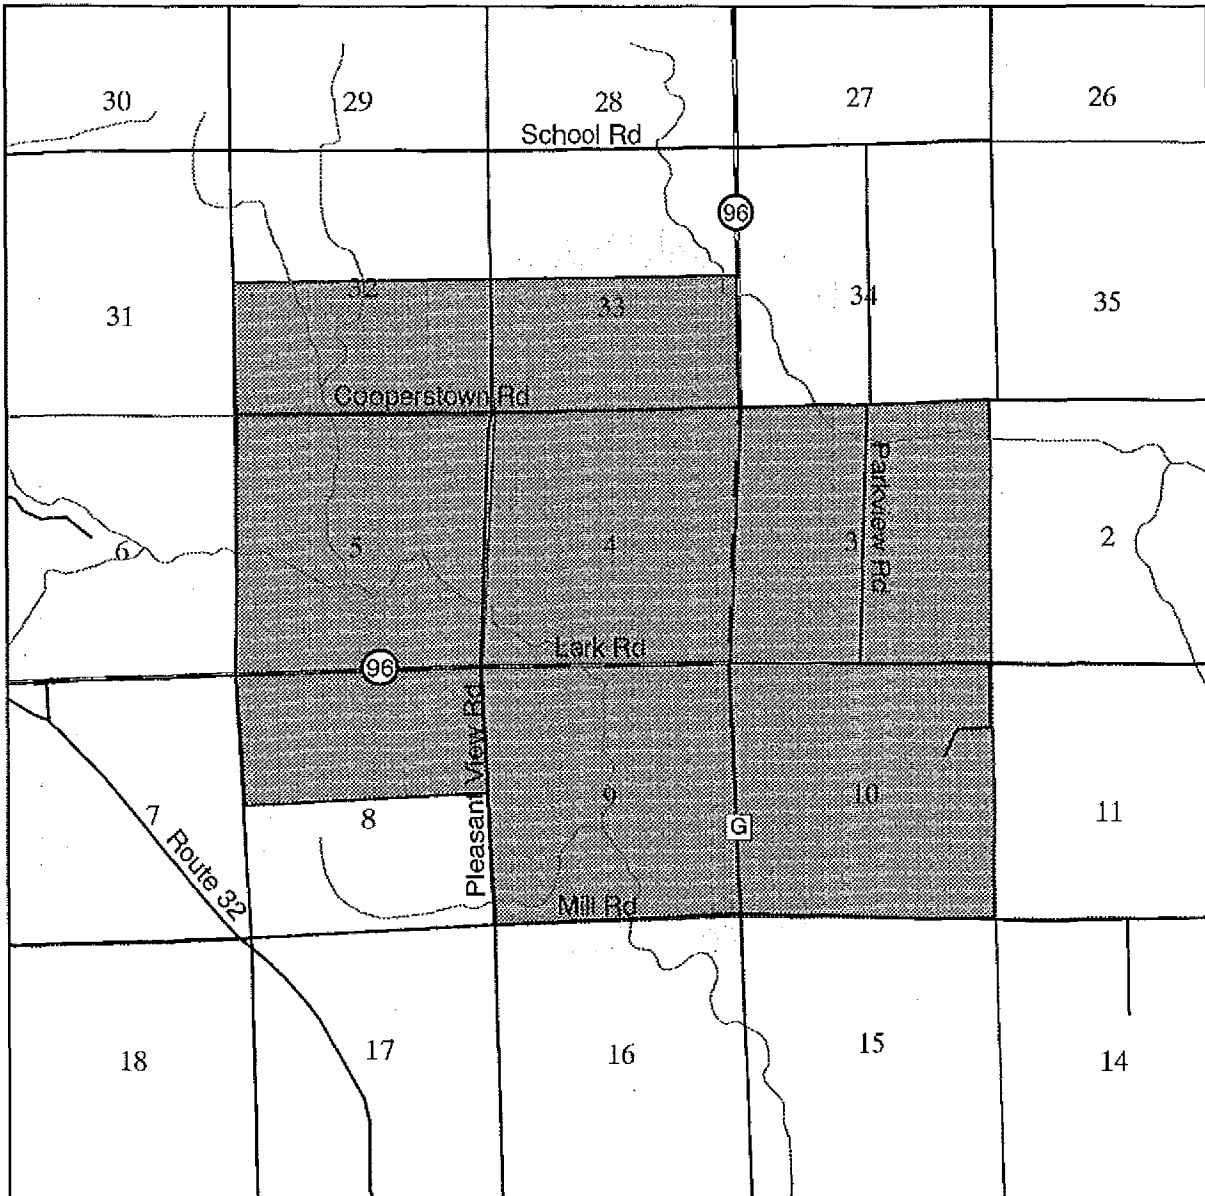 30 29 28 27 26
School Rd
96
31 32 33 34 35
Cooperstown Rd
Parkview Rd
6 5 4 3 2
Lark Rd
96
Pleasant View Rd
7 8 9 10 11
Route 32
G
Mill Rd
18 17 16 15 14